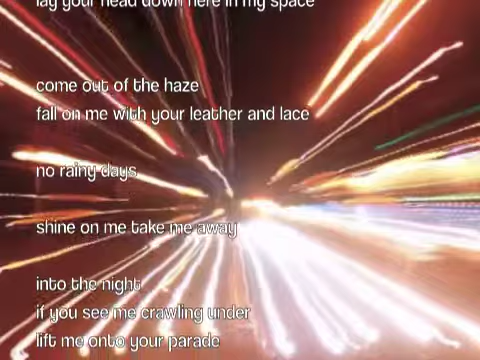 lay your head down here in my space
come out of the haze
fall on me with your leather and lace
no rainy days
shine on me take me away
into the night
if you see me crawling under
lift me onto your parade